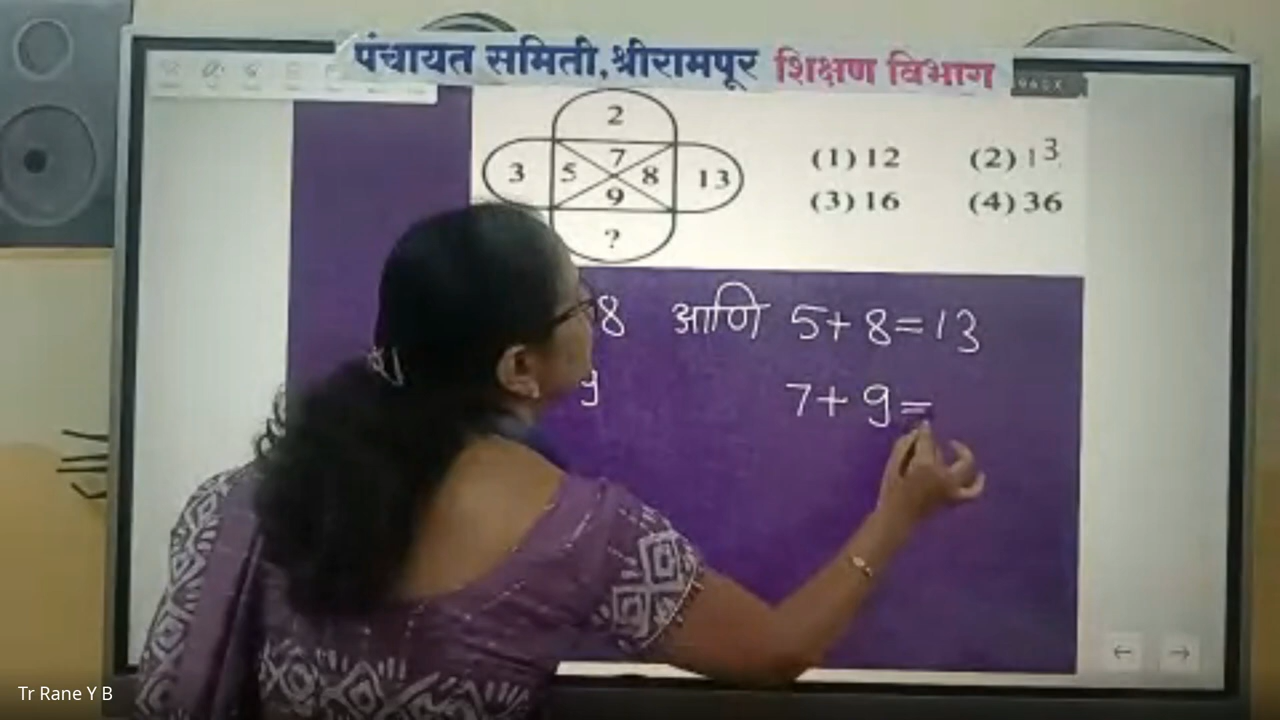 पंचायत समिती,श्रीरामपूर शिक्षण विभाग
2
3 5 7 8 13
9
?
(1) 12 (2) 13
(3) 16 (4) 36
8 आणि 5+8=13
9 7+9=
Tr Rane Y B